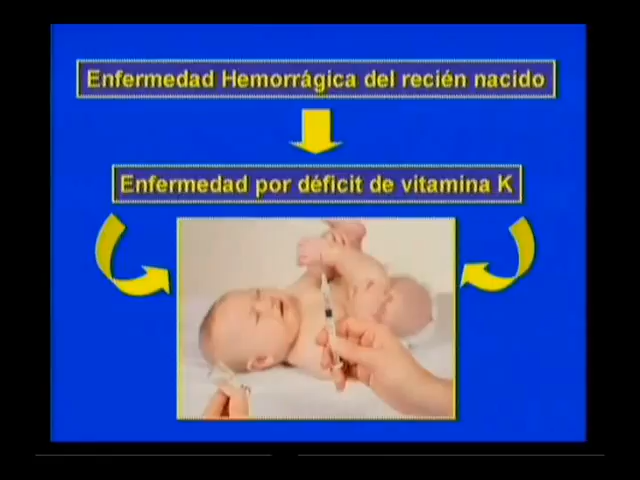 Enfermedad Hemorrágica del recién nacido
Enfermedad por déficit de vitamina K